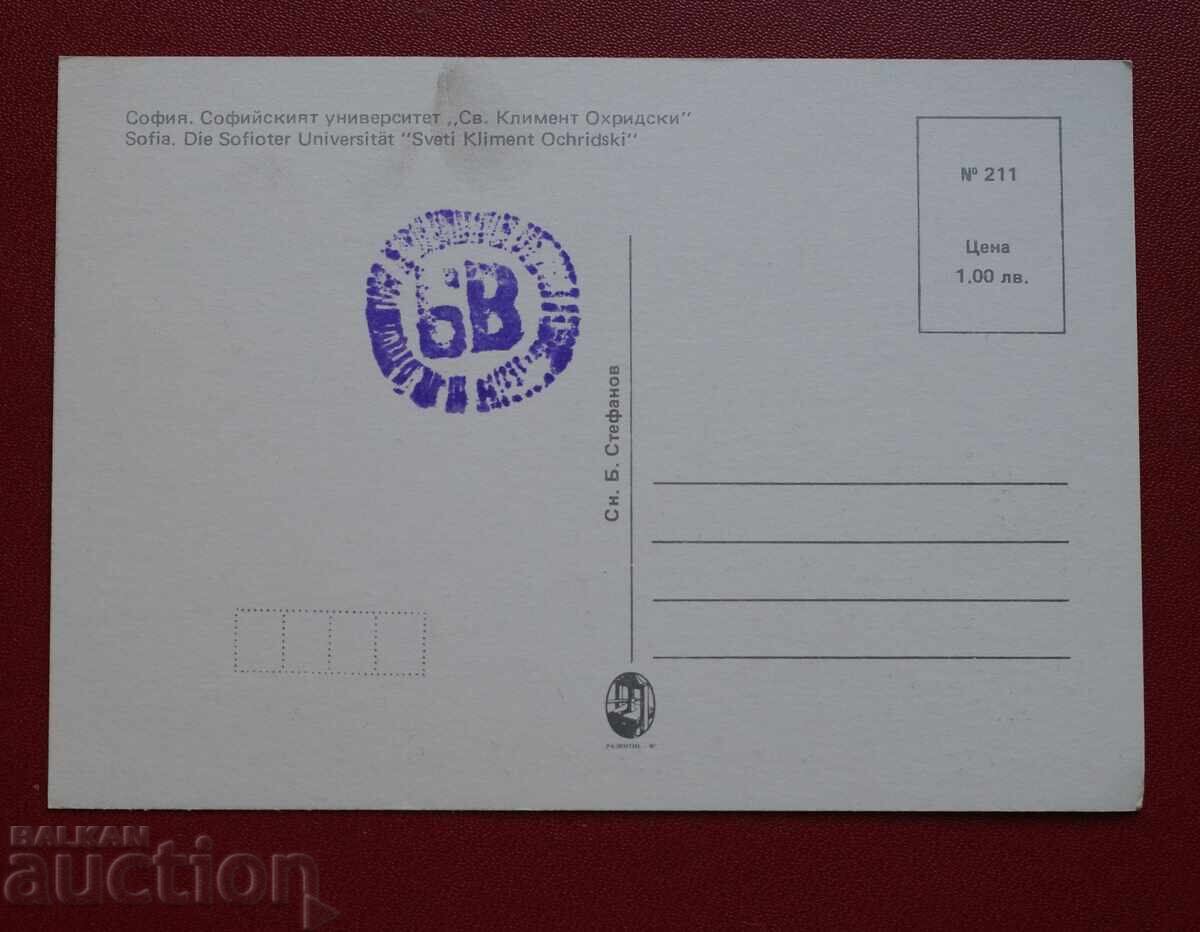 София. Софийският университет „Св. Климент Охридски"
Sofia. Die Sofioter Universität "Sveti Kliment Ochridski"
№ 211
Цена
1.00 лв.
бВ
Сн. Б. Стефанов
BALKAN
auction